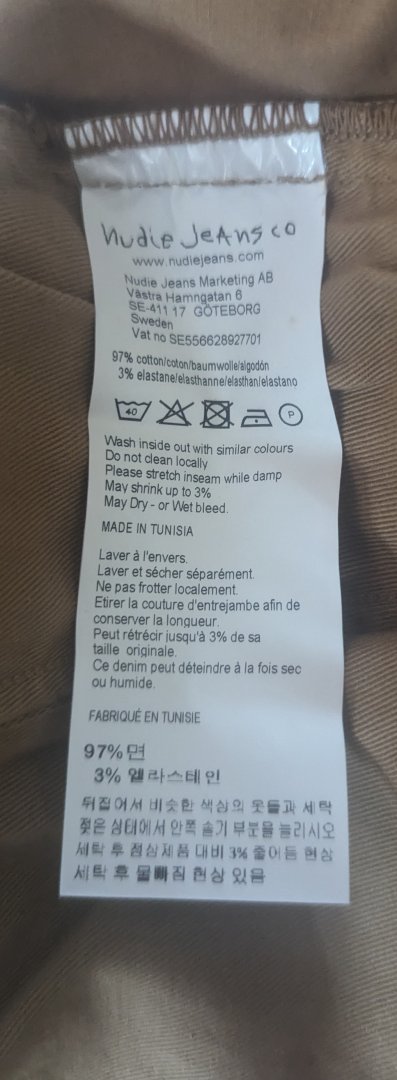 nudie jeans co
www.nudiejeans.com
Nudie Jeans Marketing AB
Västra Hamngatan 6
SE-411 17 GÖTEBORG
Sweden
Vat no SE556628927701
97% cotton/coton/baumwolle/algodón
3% elastane/elasthanne/elasthan/elastano
40 P
Wash inside out with similar colours
Do not clean locally
Please stretch inseam while damp
May shrink up to 3%
May Dry - or Wet bleed.
MADE IN TUNISIA
Laver à l'envers.
Laver et sécher séparément.
Ne pas frotter localement.
Etirer la couture d'entrejambe afin de
conserver la longueur.
Peut rétrécir jusqu'à 3% de sa
taille originale.
Ce denim peut déteindre à la fois sec
ou humide.
FABRIQUÉ EN TUNISIE
97% 면
3% 엘라스테인
뒤집어서 비슷한 색상의 옷들과 세탁
젖은 상태에서 안쪽 솔기 부분을 늘리시오
세탁 후 정상제품 대비 3% 줄어듬 현상
세탁 후 물빠짐 현상 있음